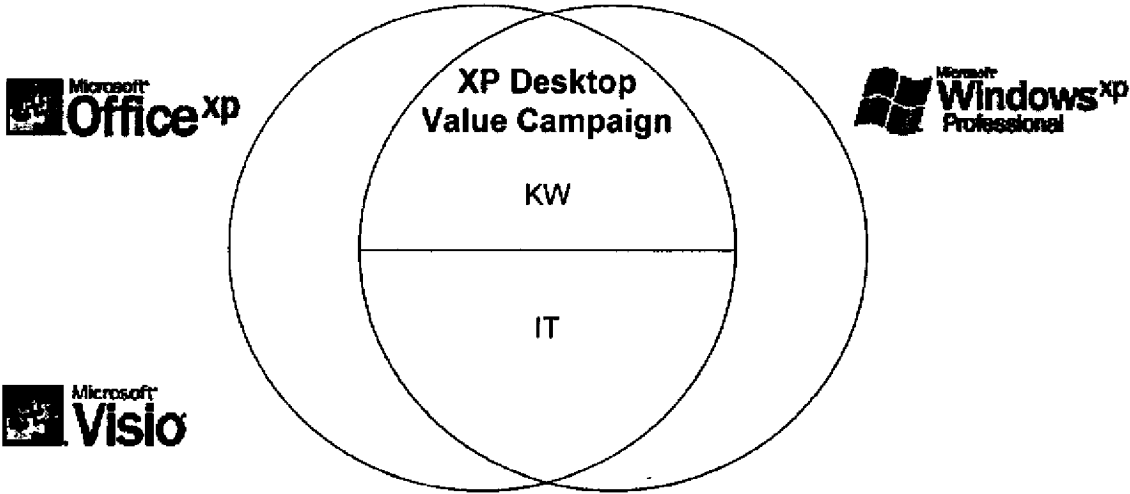 XP Desktop
Value Campaign
Microsoft
Office xp
Microsoft
Windows xp
Professional
KW
IT
Microsoft
Visio